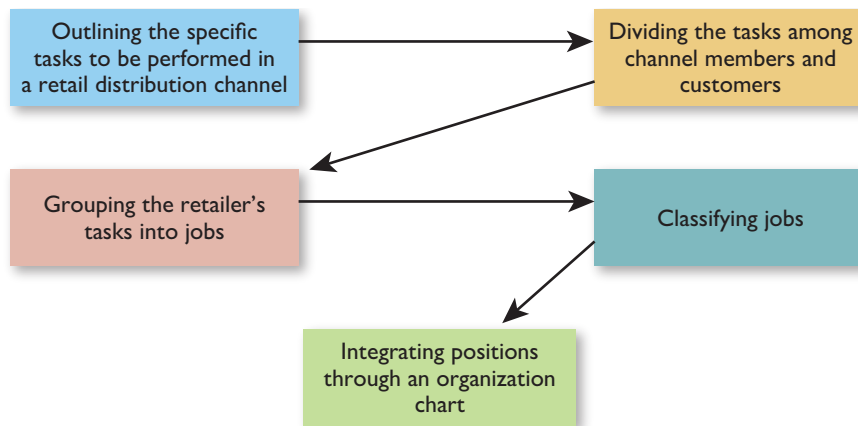 Outlining the specific
tasks to be performed in
a retail distribution channel
Dividing the tasks among
channel members and
customers
Grouping the retailer’s
tasks into jobs
Classifying jobs
Integrating positions
through an organization
chart